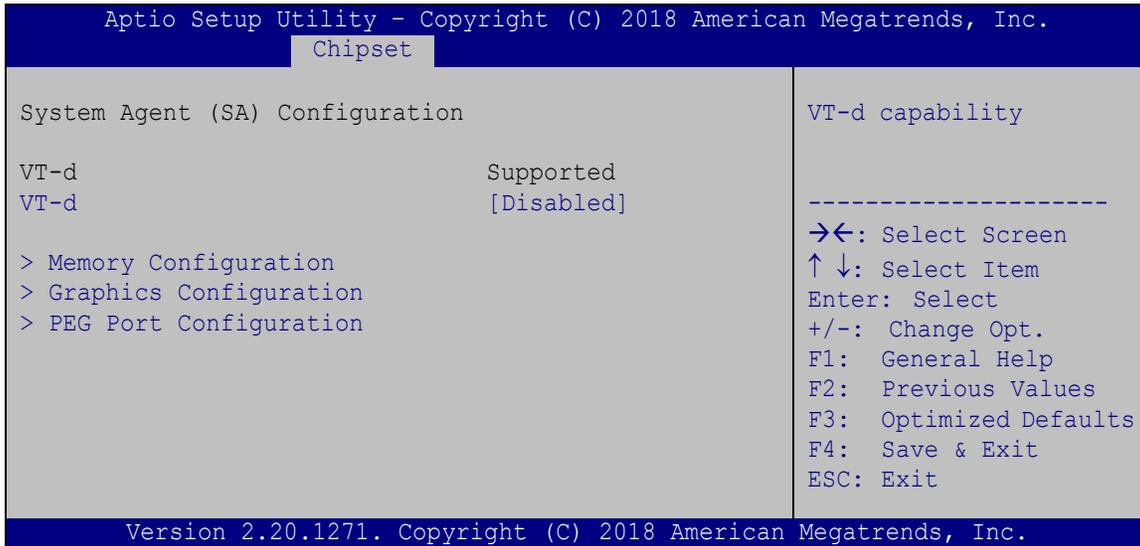 Aptio Setup Utility – Copyright (C) 2018 American Megatrends, Inc.
Chipset
System Agent (SA) Configuration
VT-d Supported
VT-d [Disabled]
> Memory Configuration
> Graphics Configuration
> PEG Port Configuration
VT-d capability
---------------------
→←: Select Screen
↑ ↓: Select Item
Enter: Select
+/-: Change Opt.
F1: General Help
F2: Previous Values
F3: Optimized Defaults
F4: Save & Exit
ESC: Exit
Version 2.20.1271. Copyright (C) 2018 American Megatrends, Inc.